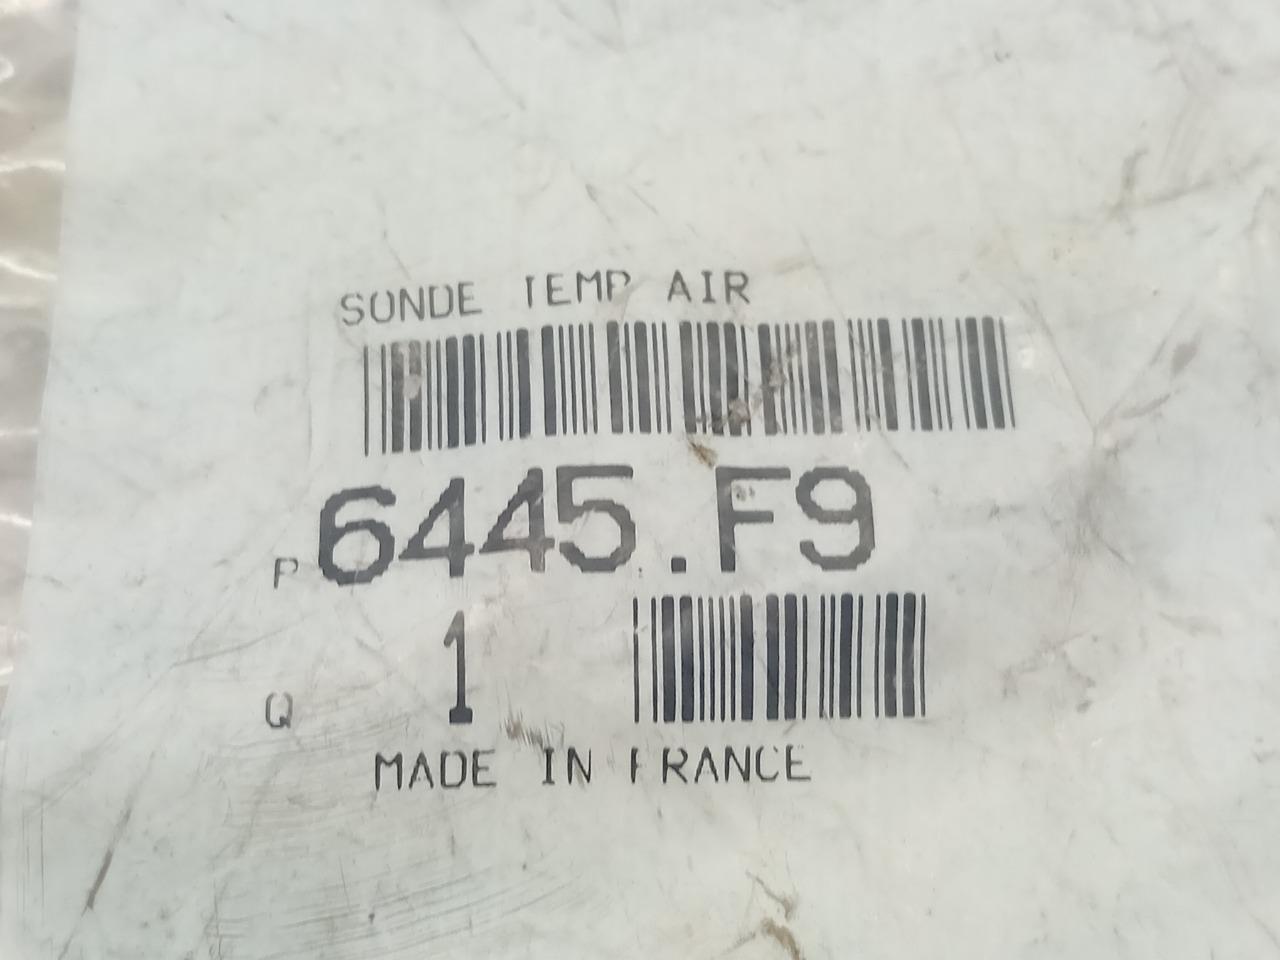 SONDE TEMP AIR
P 6445.F9
Q 1
MADE IN FRANCE